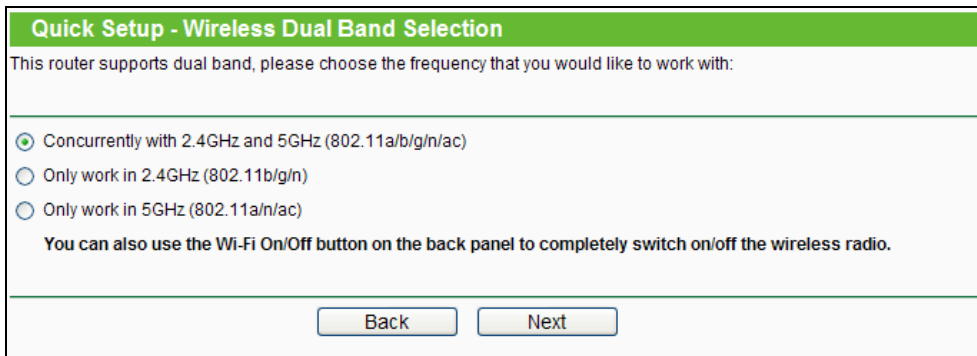 Quick Setup - Wireless Dual Band Selection
This router supports dual band, please choose the frequency that you would like to work with:
Concurrently with 2.4GHz and 5GHz (802.11a/b/g/n/ac)
Only work in 2.4GHz (802.11b/g/n)
Only work in 5GHz (802.11a/n/ac)
You can also use the Wi-Fi On/Off button on the back panel to completely switch on/off the wireless radio.
Back Next